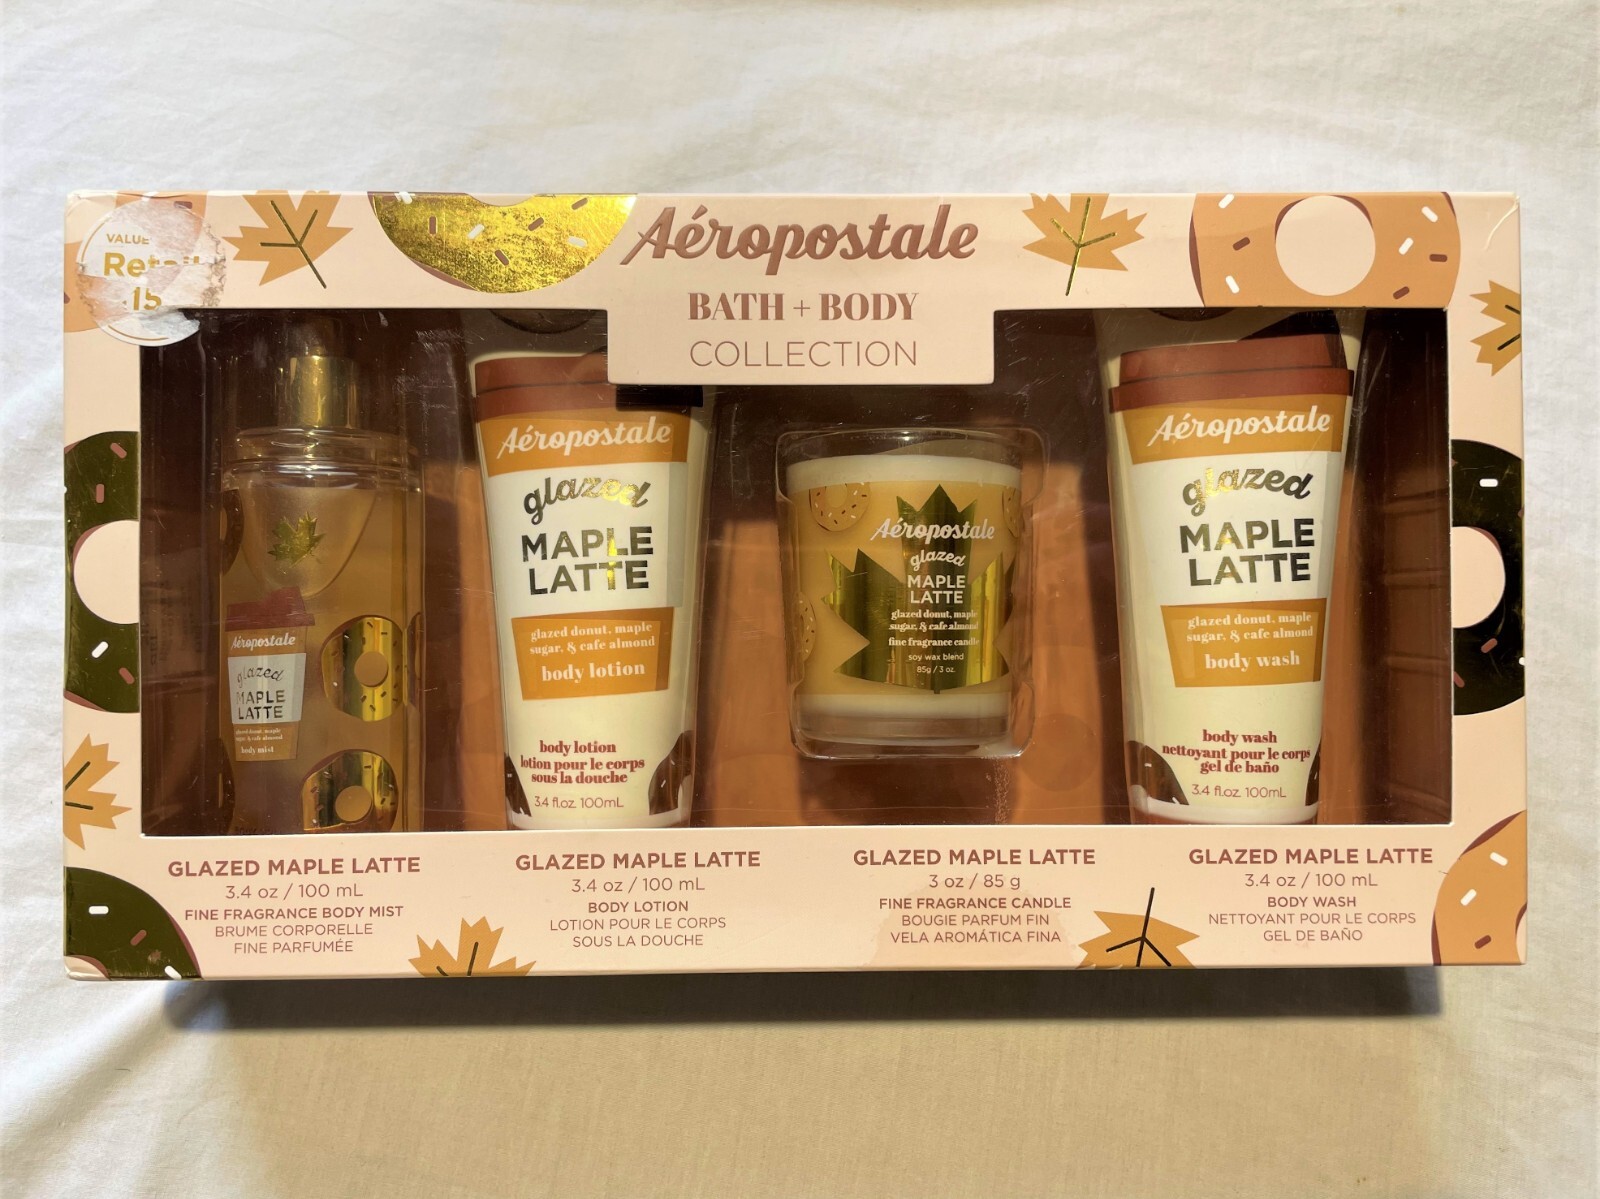 VALUE
Retail
15
Aéropostale
BATH + BODY
COLLECTION
Aéropostale
glazed
MAPLE
LATTE
glazed donut, maple
sugar, & cafe almond
body mist
Aéropostale
glazed
MAPLE
LATTE
glazed donut, maple
sugar, & cafe almond
body lotion
body lotion
lotion pour le corps
sous la douche
3.4 fl.oz. 100mL
Aéropostale
glazed
MAPLE
LATTE
glazed donut, maple
sugar, & cafe almond
fine fragrance candle
soy wax blend
85g / 3 oz.
Aéropostale
glazed
MAPLE
LATTE
glazed donut, maple
sugar, & cafe almond
body wash
body wash
nettoyant pour le corps
gel de baño
3.4 fl.oz. 100mL
GLAZED MAPLE LATTE
3.4 oz / 100 mL
FINE FRAGRANCE BODY MIST
BRUME CORPORELLE
FINE PARFUMÉE
GLAZED MAPLE LATTE
3.4 oz / 100 mL
BODY LOTION
LOTION POUR LE CORPS
SOUS LA DOUCHE
GLAZED MAPLE LATTE
3 oz / 85 g
FINE FRAGRANCE CANDLE
BOUGIE PARFUM FIN
VELA AROMÁTICA FINA
GLAZED MAPLE LATTE
3.4 oz / 100 mL
BODY WASH
NETTOYANT POUR LE CORPS
GEL DE BAÑO